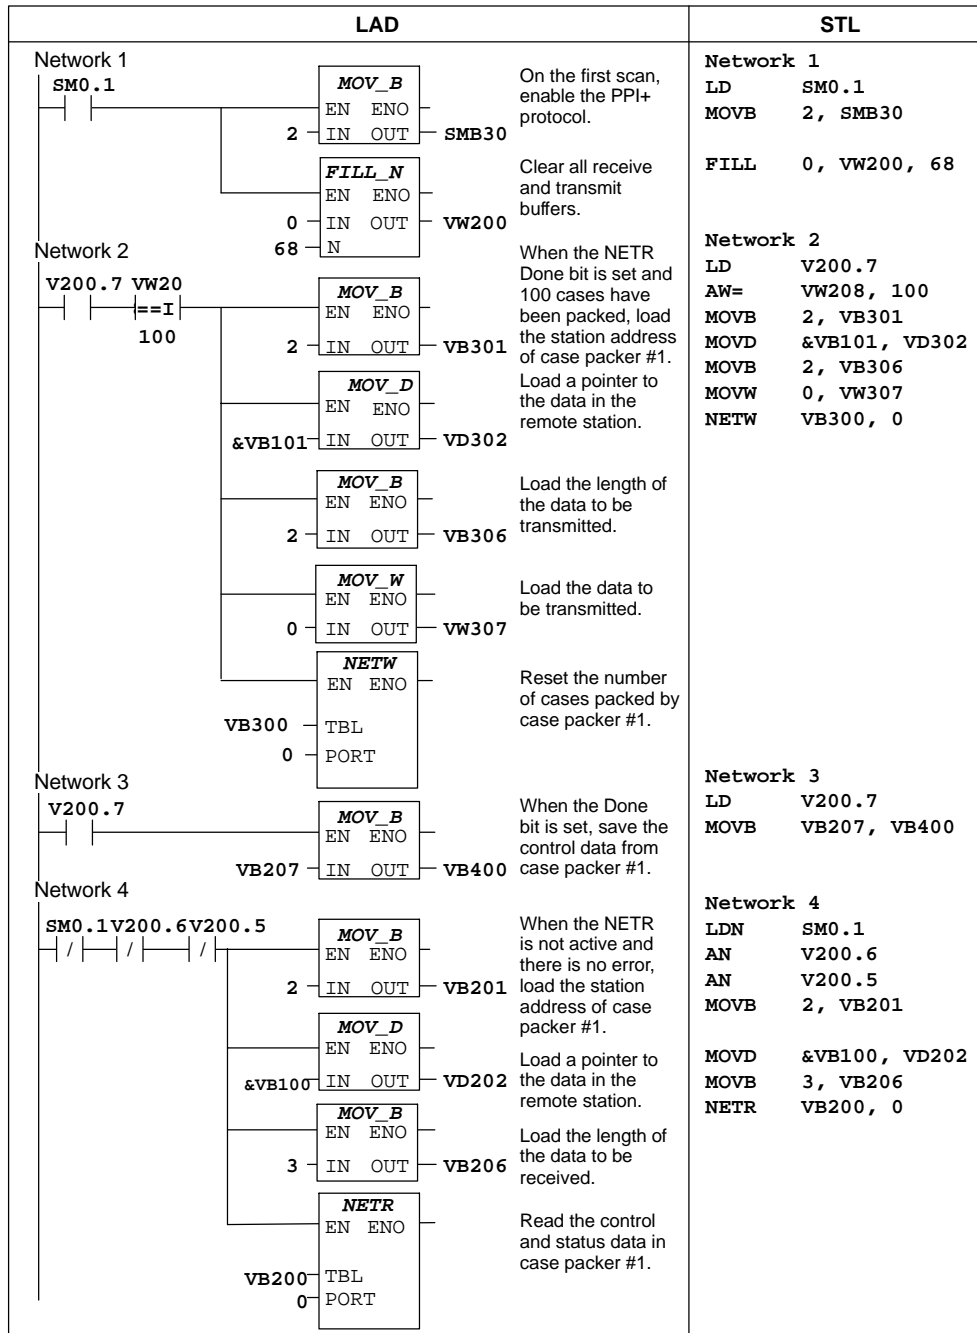 LAD
STL
Network 1
SM0.1
MOV_B
EN ENO
2 IN OUT SMB30
On the first scan,
enable the PPI+
protocol.
FILL_N
EN ENO
0 IN OUT VW200
68 N
Clear all receive
and transmit
buffers.
Network 1
LD SM0.1
MOVB 2, SMB30
FILL 0, VW200, 68
Network 2
V200.7 VW20
==I
100
MOV_B
EN ENO
2 IN OUT VB301
When the NETR
Done bit is set and
100 cases have
been packed, load
the station address
of case packer #1.
MOV_D
EN ENO
&VB101 IN OUT VD302
Load a pointer to
the data in the
remote station.
MOV_B
EN ENO
2 IN OUT VB306
Load the length of
the data to be
transmitted.
MOV_W
EN ENO
0 IN OUT VW307
Load the data to
be transmitted.
NETW
EN ENO
VB300 TBL
0 PORT
Reset the number
of cases packed by
case packer #1.
Network 2
LD V200.7
AW= VW208, 100
MOVB 2, VB301
MOVD &VB101, VD302
MOVB 2, VB306
MOVW 0, VW307
NETW VB300, 0
Network 3
V200.7
MOV_B
EN ENO
VB207 IN OUT VB400
When the Done
bit is set, save the
control data from
case packer #1.
Network 3
LD V200.7
MOVB VB207, VB400
Network 4
SM0.1 V200.6 V200.5
/ / /
MOV_B
EN ENO
2 IN OUT VB201
When the NETR
is not active and
there is no error,
load the station
address of case
packer #1.
MOV_D
EN ENO
&VB100 IN OUT VD202
Load a pointer to
the data in the
remote station.
MOV_B
EN ENO
3 IN OUT VB206
Load the length of
the data to be
received.
NETR
EN ENO
VB200 TBL
0 PORT
Read the control
and status data in
case packer #1.
Network 4
LDN SM0.1
AN V200.6
AN V200.5
MOVB 2, VB201
MOVD &VB100, VD202
MOVB 3, VB206
NETR VB200, 0